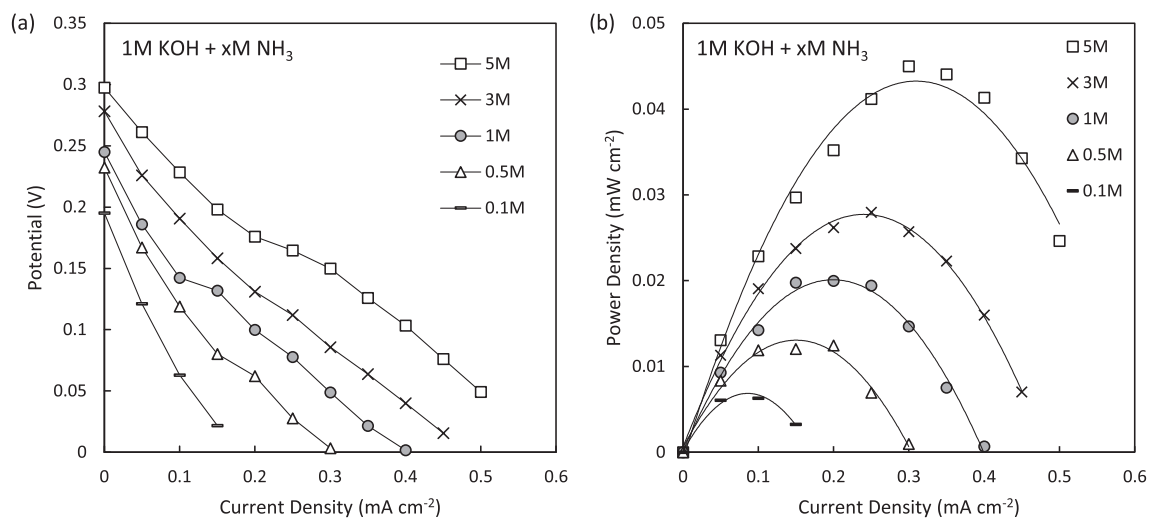 (a)
1M KOH + xM NH3
5M
3M
1M
0.5M
0.1M
0.35
0.3
0.25
0.2
0.15
0.1
0.05
0
Potential (V)
0 0.1 0.2 0.3 0.4 0.5 0.6
Current Density (mA cm-2)
(b)
1M KOH + xM NH3
5M
3M
1M
0.5M
0.1M
0.05
0.04
0.03
0.02
0.01
0
Power Density (mW cm-2)
0 0.1 0.2 0.3 0.4 0.5 0.6
Current Density (mA cm-2)